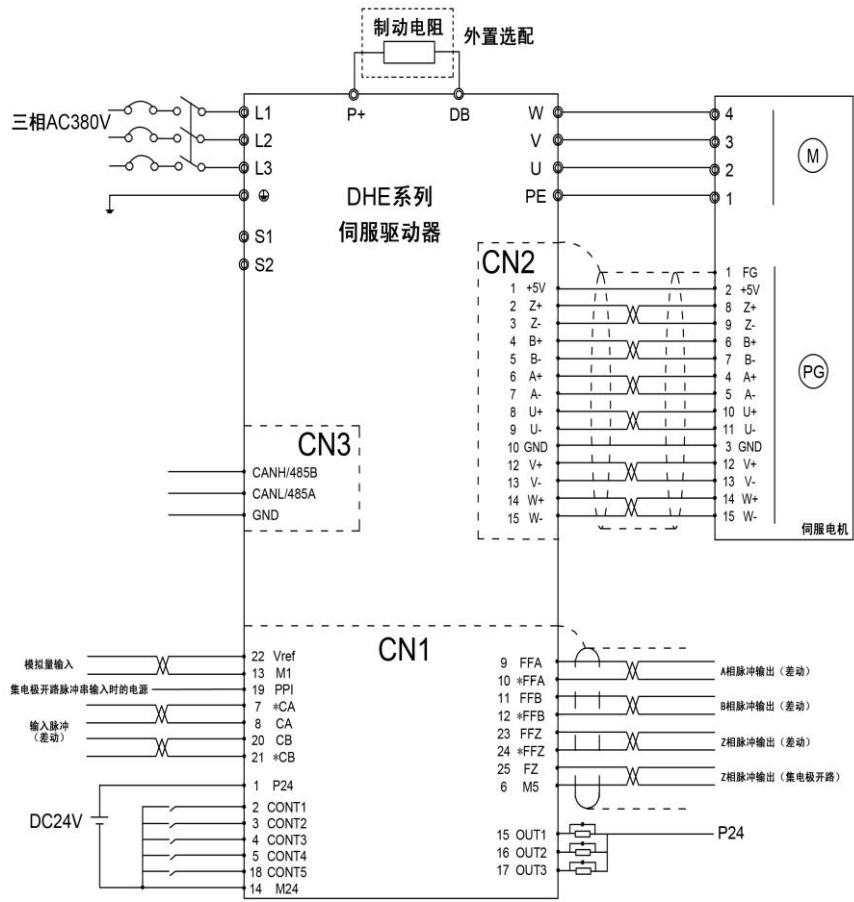 制动电阻
外置选配
P+
DB
三相AC380V
L1
L2
L3
S1
S2
DHE系列
伺服驱动器
W
V
U
PE
4
3
2
1
M
CN2
1 +5V
2 Z+
3 Z-
4 B+
5 B-
6 A+
7 A-
8 U+
9 U-
10 GND
12 V+
13 V-
14 W+
15 W-
1 FG
2 +5V
8 Z+
9 Z-
6 B+
7 B-
4 A+
5 A-
10 U+
11 U-
3 GND
12 V+
13 V-
14 W+
15 W-
PG
伺服电机
CN3
CANH/485B
CANL/485A
GND
CN1
模拟量输入
集电极开路脉冲串输入时的电源
输入脉冲
(差动)
DC24V
22 Vref
13 M1
19 PPI
7 *CA
8 CA
20 CB
21 *CB
1 P24
2 CONT1
3 CONT2
4 CONT3
5 CONT4
18 CONT5
14 M24
9 FFA
10 *FFA
11 FFB
12 *FFB
23 FFZ
24 *FFZ
25 FZ
6 M5
15 OUT1
16 OUT2
17 OUT3
A相脉冲输出(差动)
B相脉冲输出(差动)
Z相脉冲输出(差动)
Z相脉冲输出(集电极开路)
P24